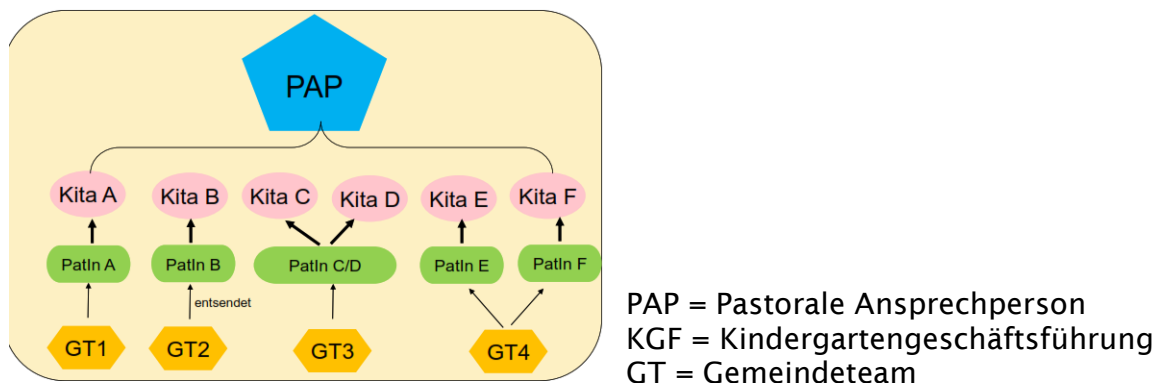 PAP
Kita A
Kita B
Kita C
Kita D
Kita E
Kita F
PatIn A
PatIn B
PatIn C/D
PatIn E
PatIn F
entsendet
GT1
GT2
GT3
GT4
PAP = Pastorale Ansprechperson
KGF = Kindergartengeschäftsführung
GT = Gemeindeteam